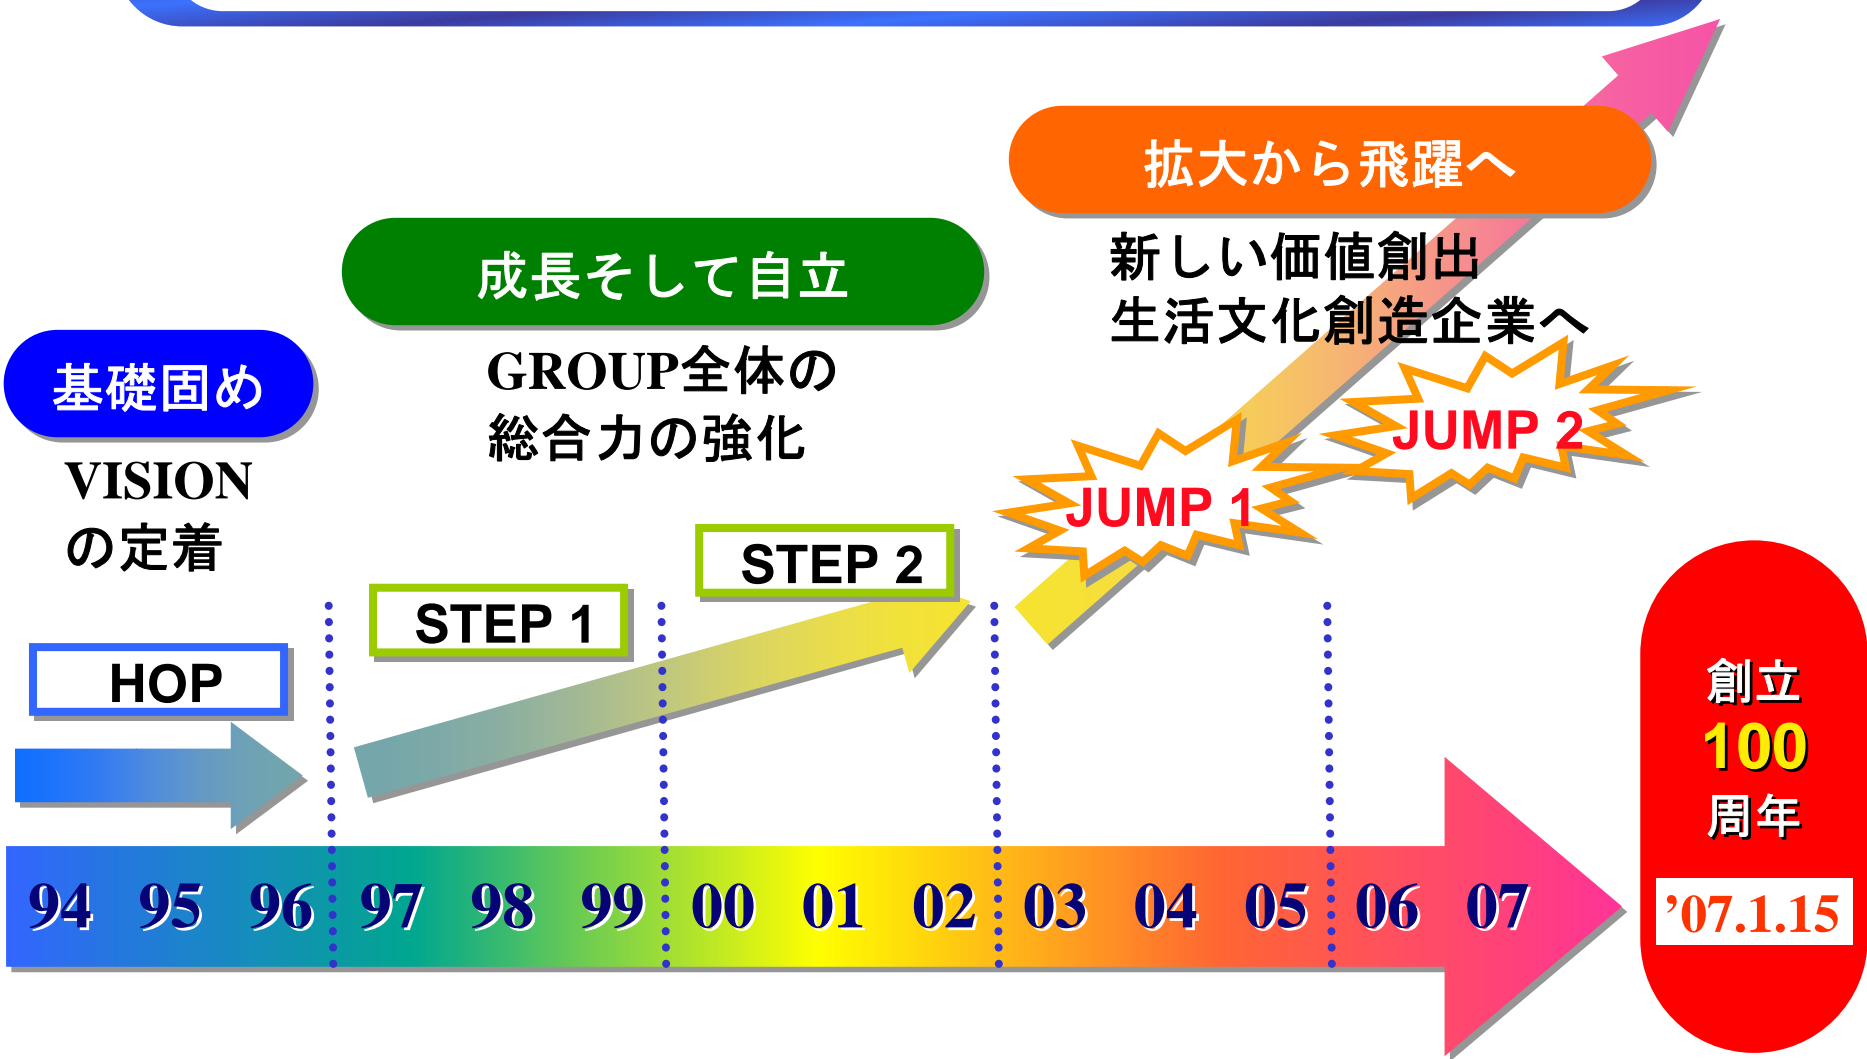 拡大から飛躍へ
新しい価値創出
生活文化創造企業へ
成長そして自立
GROUP全体の
総合力の強化
基礎固め
VISION
の定着
JUMP 2
JUMP 1
STEP 2
STEP 1
HOP
創立
100
周年
’07.1.15
94 95 96 97 98 99 00 01 02 03 04 05 06 07